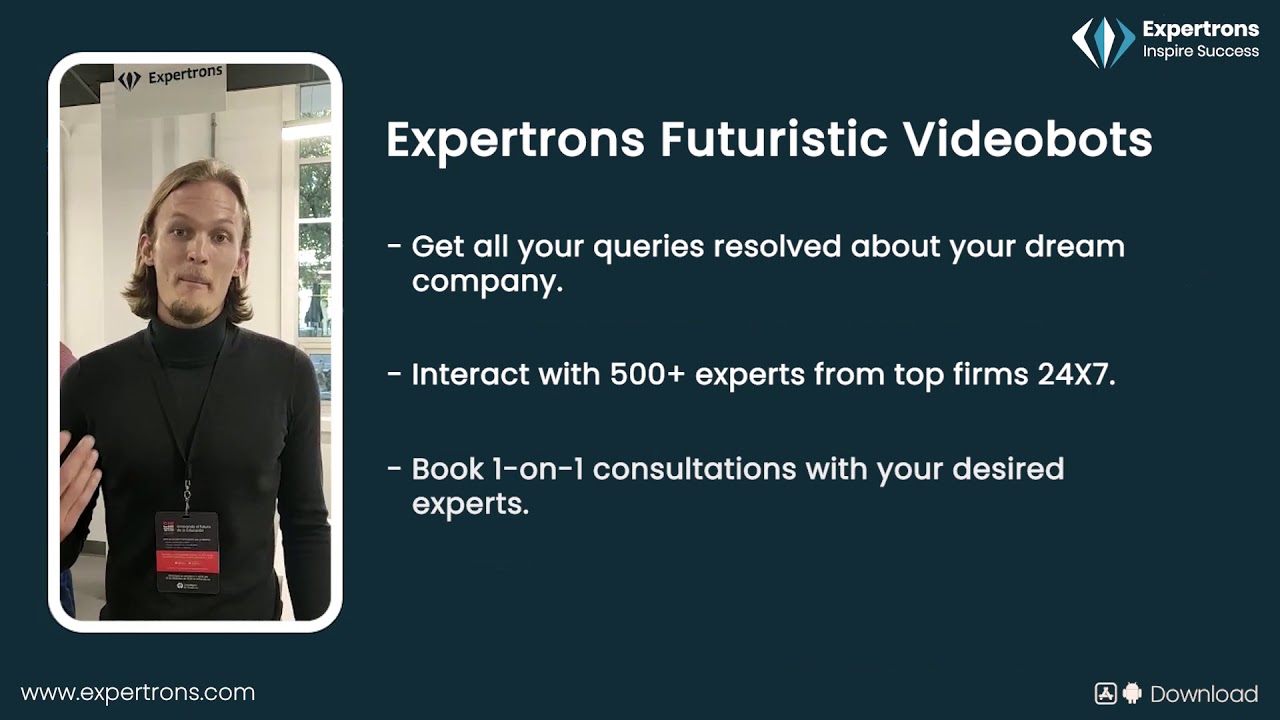 Expertrons
Inspire Success
Expertrons
Expertrons Futuristic Videobots
- Get all your queries resolved about your dream
company.
- Interact with 500+ experts from top firms 24X7.
- Book 1-on-1 consultations with your desired
experts.
www.expertrons.com
Download